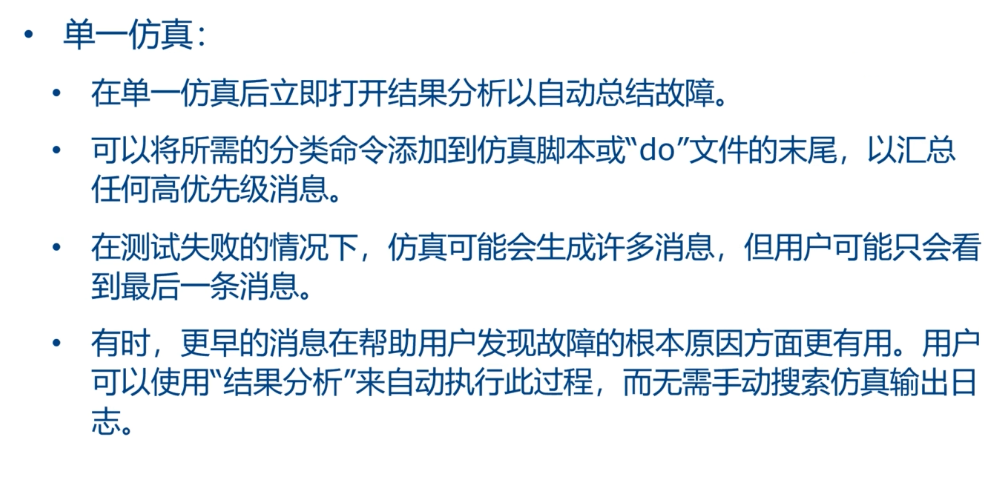 • 单一仿真：
• 在单一仿真后立即打开结果分析以自动总结故障。
• 可以将所需的分类命令添加到仿真脚本或“do”文件的末尾，以汇总
任何高优先级消息。
• 在测试失败的情况下，仿真可能会生成许多消息，但用户可能只会看
到最后一条消息。
• 有时，更早的消息在帮助用户发现故障的根本原因方面更有用。用户
可以使用“结果分析”来自动执行此过程，而无需手动搜索仿真输出日
志。